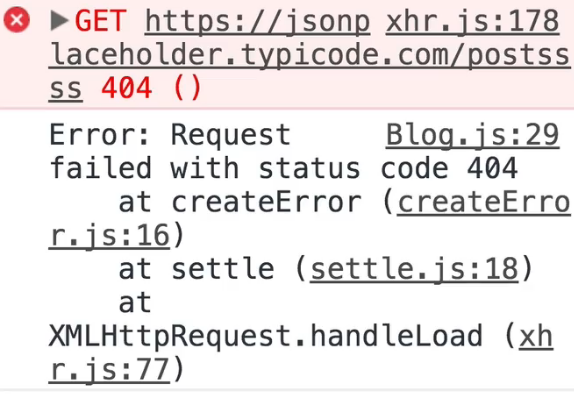 GET https://jsonp xhr.js:178
laceholder.typicode.com/postss
ss 404 ()
Error: Request Blog.js:29
failed with status code 404
at createError (createErro
r.js:16)
at settle (settle.js:18)
at
XMLHttpRequest.handleLoad (xh
r.js:77)